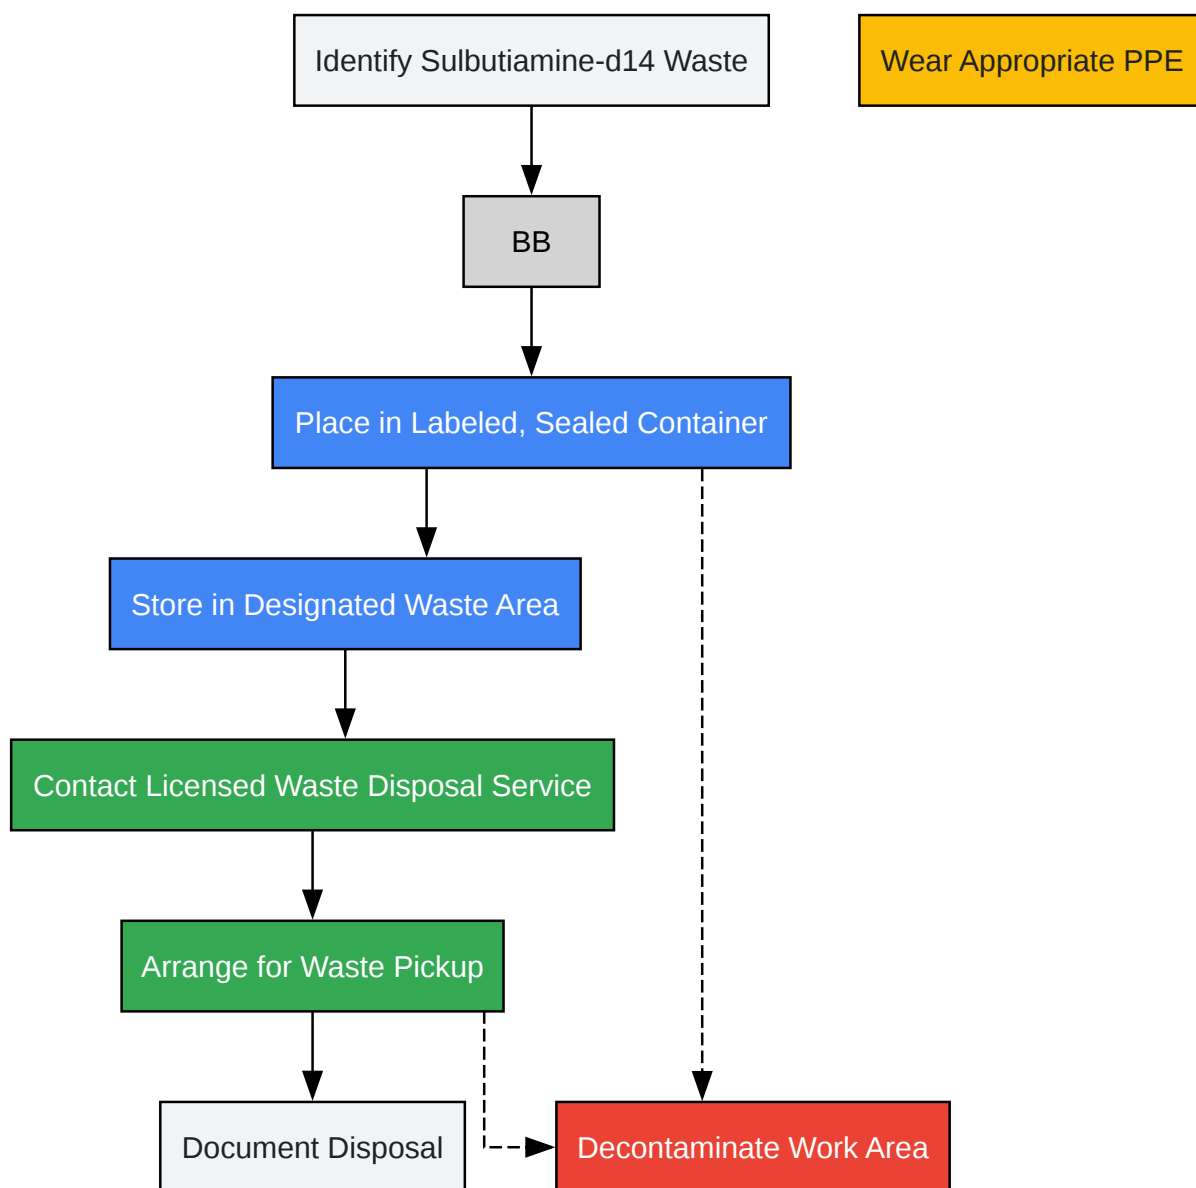 Identify Sulbutiamine-d14 Waste
Wear Appropriate PPE
BB
Place in Labeled, Sealed Container
Store in Designated Waste Area
Contact Licensed Waste Disposal Service
Arrange for Waste Pickup
Document Disposal
Decontaminate Work Area